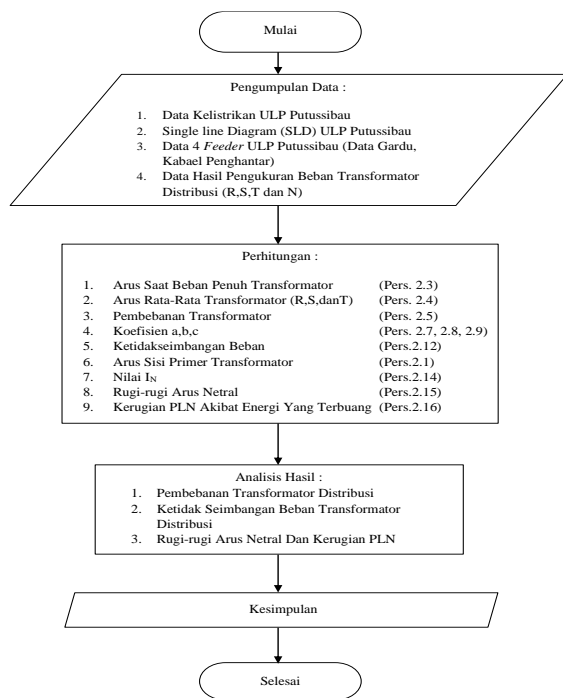 Mulai
Pengumpulan Data :
1. Data Kelistrikan ULP Putussibau
2. Single line Diagram (SLD) ULP Putussibau
3. Data 4 Feeder ULP Putussibau (Data Gardu,
Kabael Penghantar)
4. Data Hasil Pengukuran Beban Transformator
Distribusi (R,S,T dan N)
Perhitungan :
1. Arus Saat Beban Penuh Transformator (Pers. 2.3)
2. Arus Rata-Rata Transformator (R,S,danT) (Pers. 2.4)
3. Pembebanan Transformator (Pers. 2.5)
4. Koefisien a,b,c (Pers. 2.7, 2.8, 2.9)
5. Ketidakseimbangan Beban (Pers.2.12)
6. Arus Sisi Primer Transformator (Pers.2.1)
7. Nilai IN (Pers.2.14)
8. Rugi-rugi Arus Netral (Pers.2.15)
9. Kerugian PLN Akibat Energi Yang Terbuang (Pers.2.16)
Analisis Hasil :
1. Pembebanan Transformator Distribusi
2. Ketidak Seimbangan Beban Transformator
Distribusi
3. Rugi-rugi Arus Netral Dan Kerugian PLN
Kesimpulan
Selesai